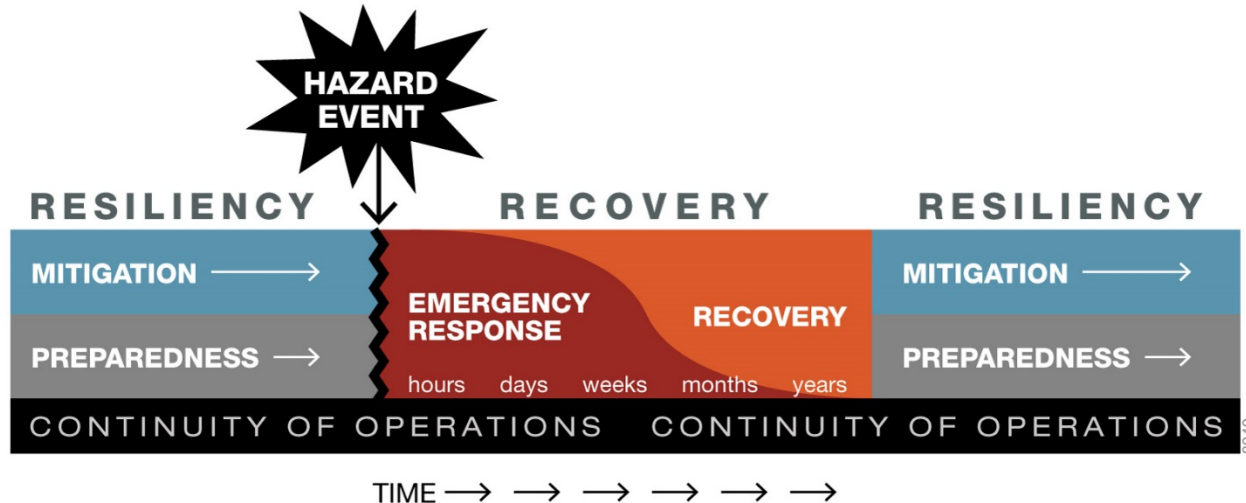 HAZARD
EVENT
RESILIENCY RECOVERY RESILIENCY
MITIGATION
EMERGENCY
RESPONSE
RECOVERY
MITIGATION
PREPAREDNESS
hours days weeks months years
PREPAREDNESS
CONTINUITY OF OPERATIONS CONTINUITY OF OPERATIONS
TIME